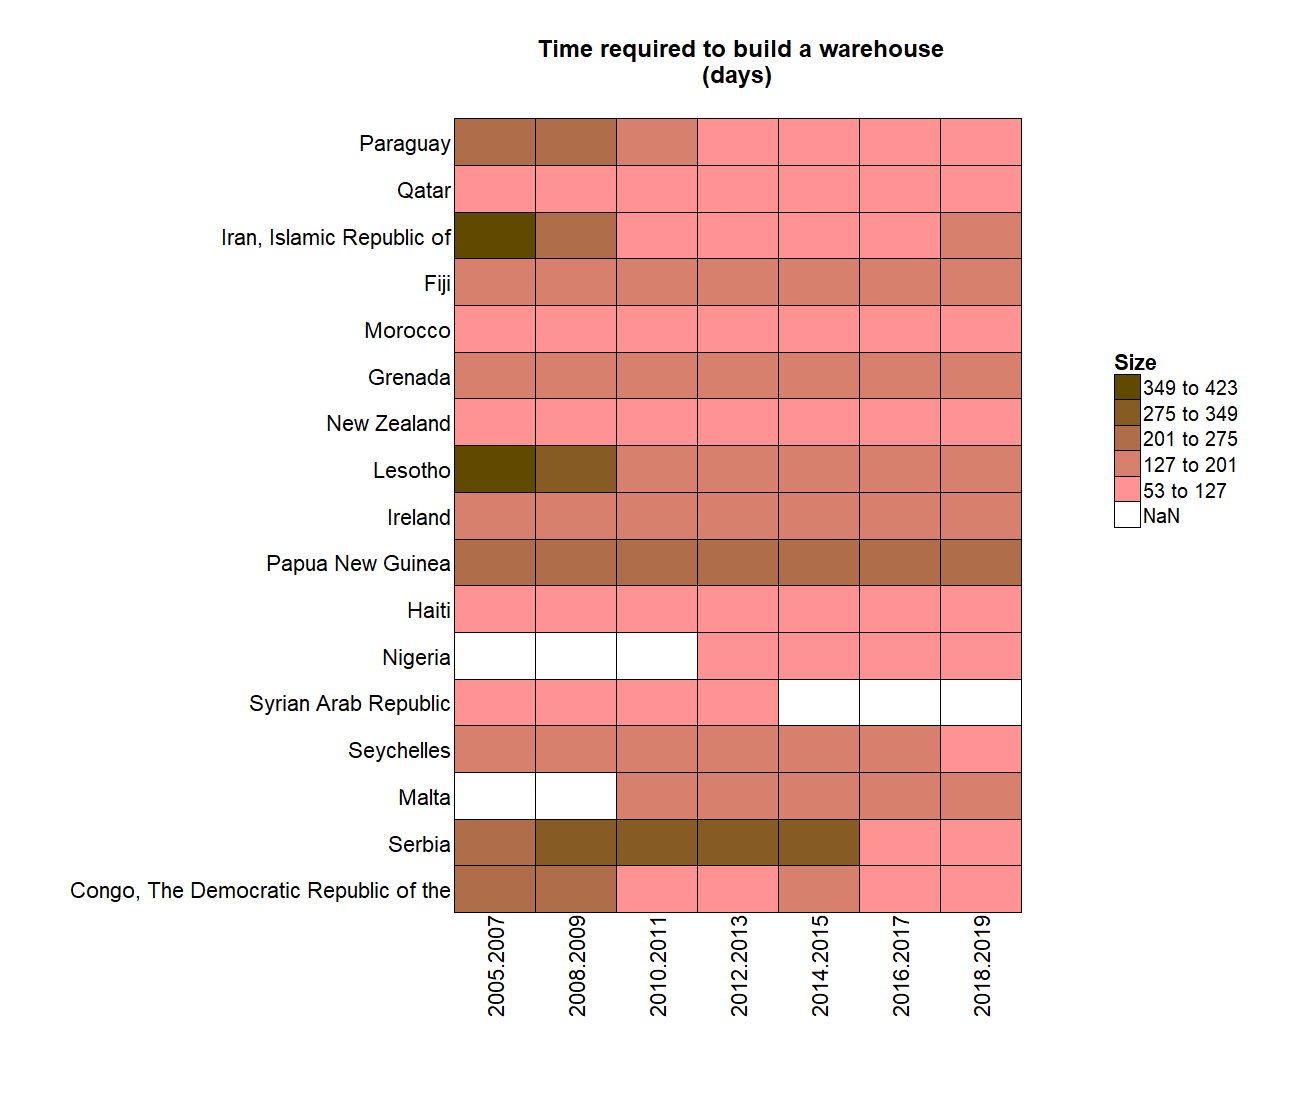 Time required to build a warehouse
(days)
Paraguay
Qatar
Iran, Islamic Republic of
Fiji
Morocco
Grenada
New Zealand
Lesotho
Ireland
Papua New Guinea
Haiti
Nigeria
Syrian Arab Republic
Seychelles
Malta
Serbia
Congo, The Democratic Republic of the
2005.2007
2008.2009
2010.2011
2012.2013
2014.2015
2016.2017
2018.2019
Size
349 to 423
275 to 349
201 to 275
127 to 201
53 to 127
NaN